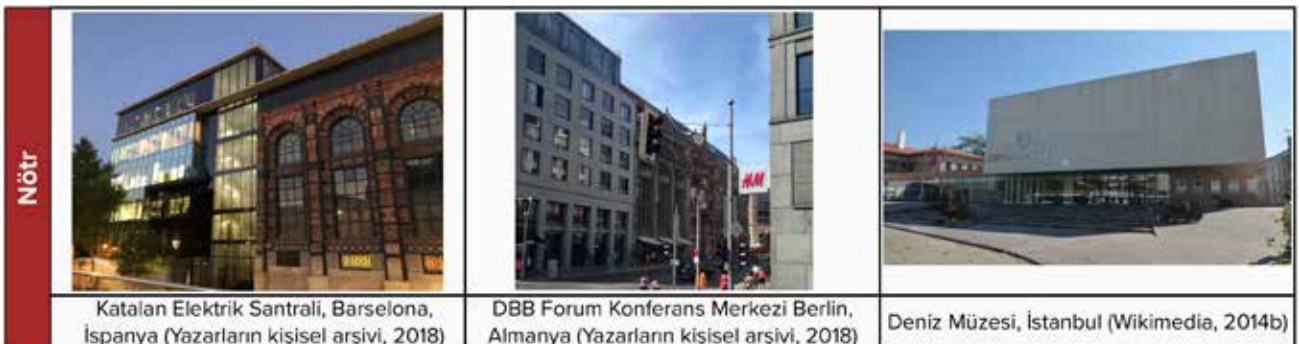 Nötr
H&M
Katalan Elektrik Santrali, Barselona,
İspanya (Yazarların kişisel arşivi, 2018)
DBB Forum Konferans Merkezi Berlin,
Almanya (Yazarların kişisel arşivi, 2018)
Deniz Müzesi, İstanbul (Wikimedia, 2014b)